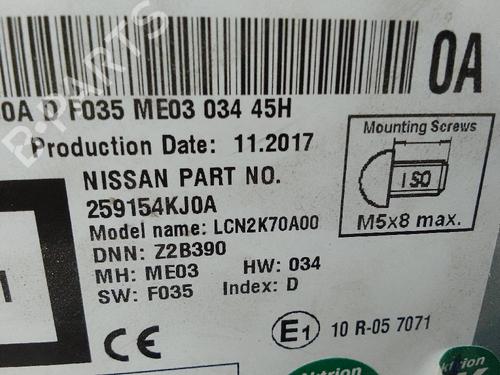 0A
0A D F035 ME03 034 45H
Production Date: 11.2017
Mounting Screws
ISO
M5x8 max.
NISSAN PART NO.
259154KJ0A
Model name: LCN2K70A00
DNN: Z2B390
MH: ME03 HW: 034
SW: F035 Index: D
CE
E1 10 R-05 7071
B-PARTS